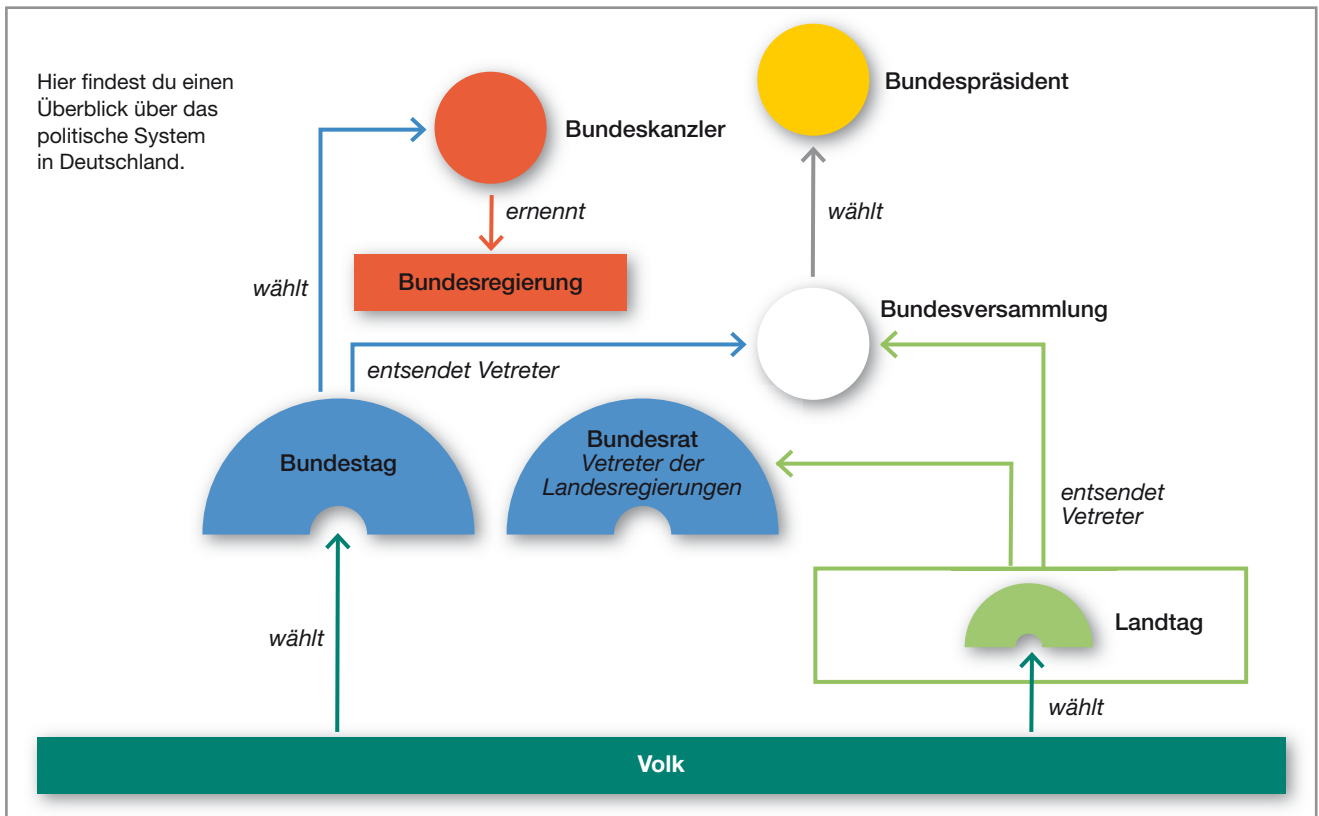 Hier findest du einen
Überblick über das
politische System
in Deutschland.
Bundespräsident
Bundeskanzler
ernennt
wählt
Bundesregierung
wählt
Bundesversammlung
entsendet Vetreter
Bundestag
Bundesrat
Vetreter der
Landesregierungen
entsendet
Vetreter
Landtag
wählt
wählt
Volk